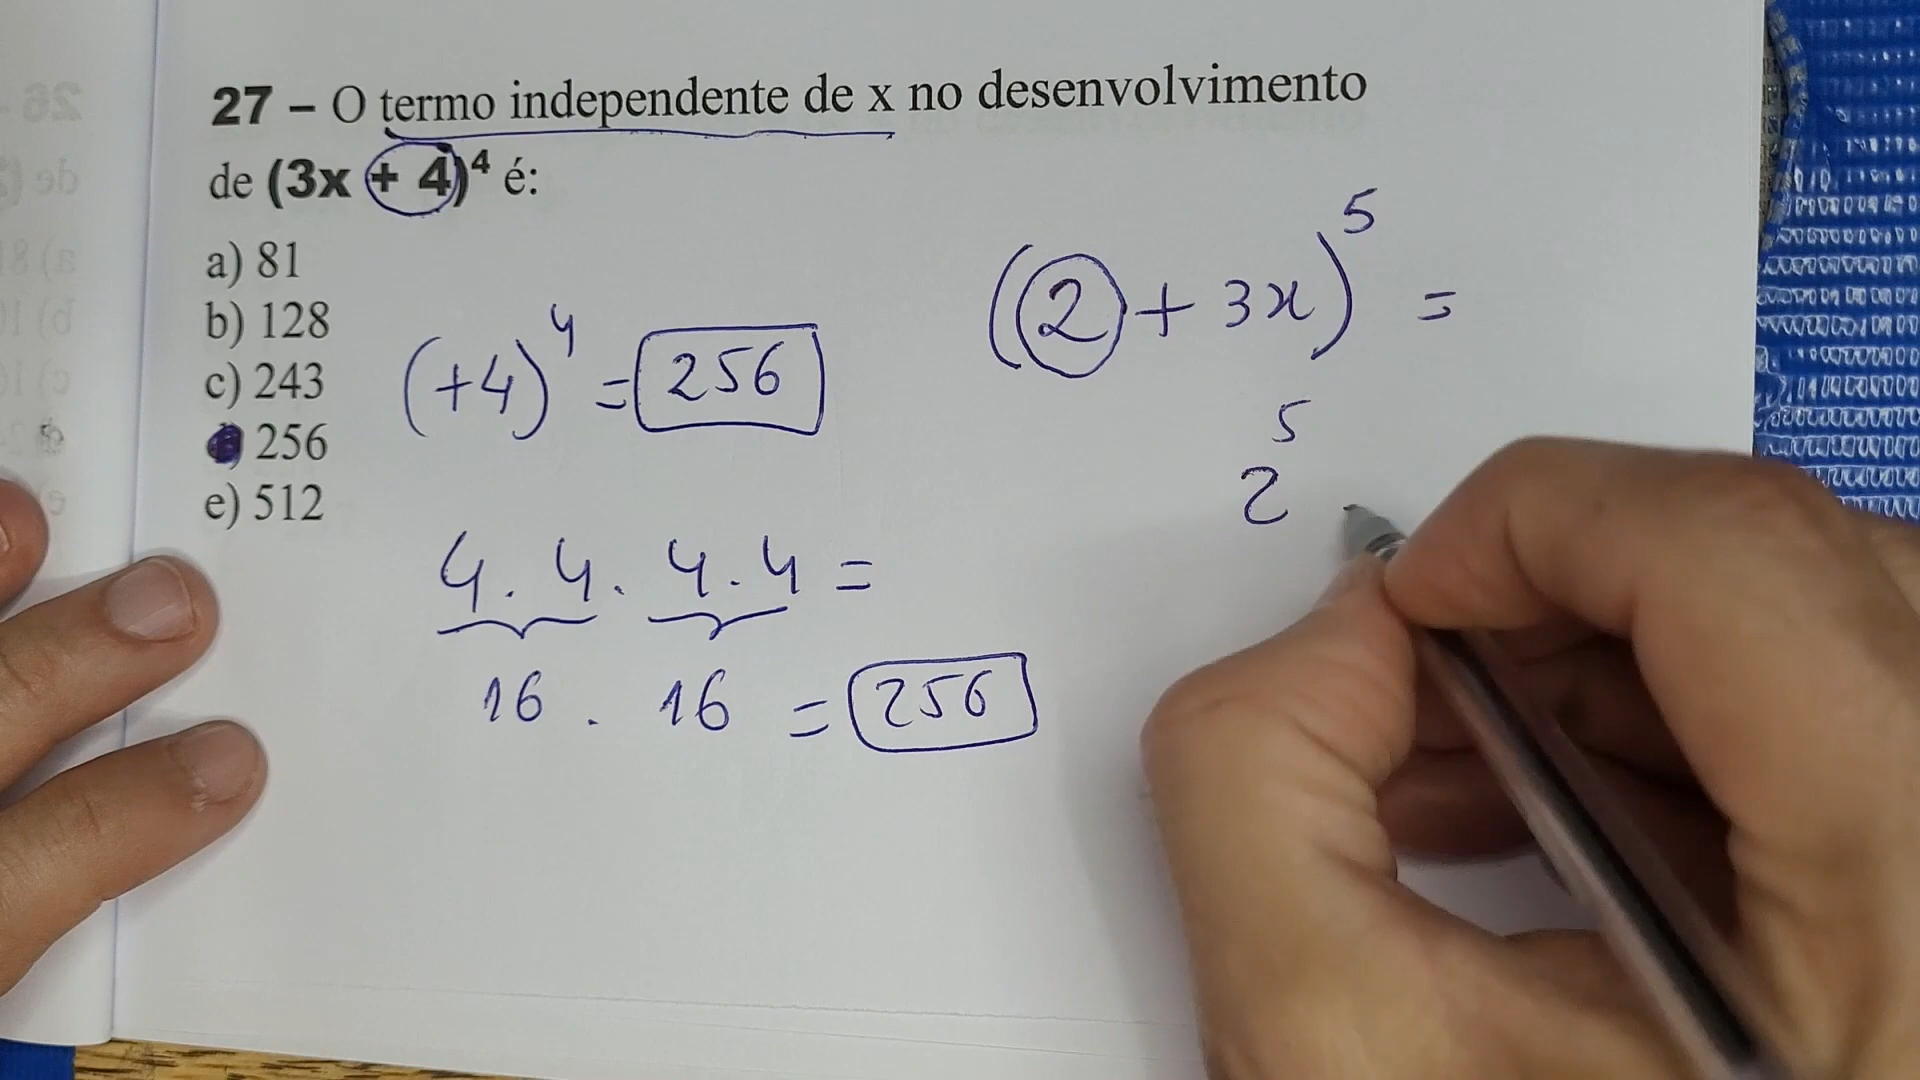 27 – O termo independente de x no desenvolvimento
de (3x + 4)⁴ é:
a) 81
b) 128
c) 243
) 256
e) 512
(+4)⁴ = 256
4 . 4 . 4 . 4 =
16 . 16 = 256
(2 + 3x)⁵ =
2⁵